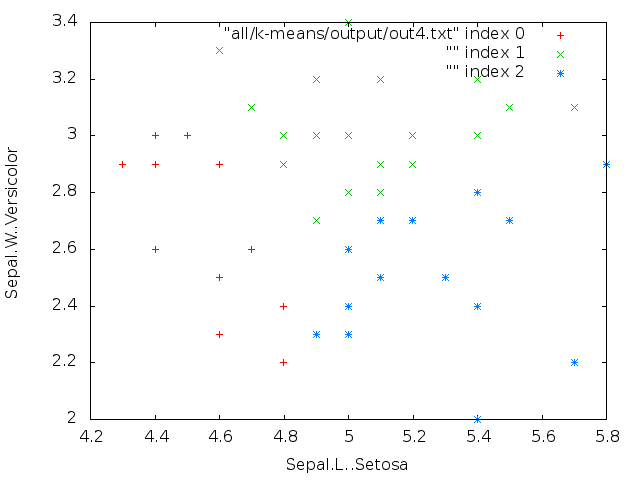 "all/k-means/output/out4.txt" index 0
"" index 1
"" index 2
3.4
3.2
3
2.8
2.6
2.4
2.2
2
4.2 4.4 4.6 4.8 5 5.2 5.4 5.6 5.8
Sepal.W..Versicolor
Sepal.L..Setosa